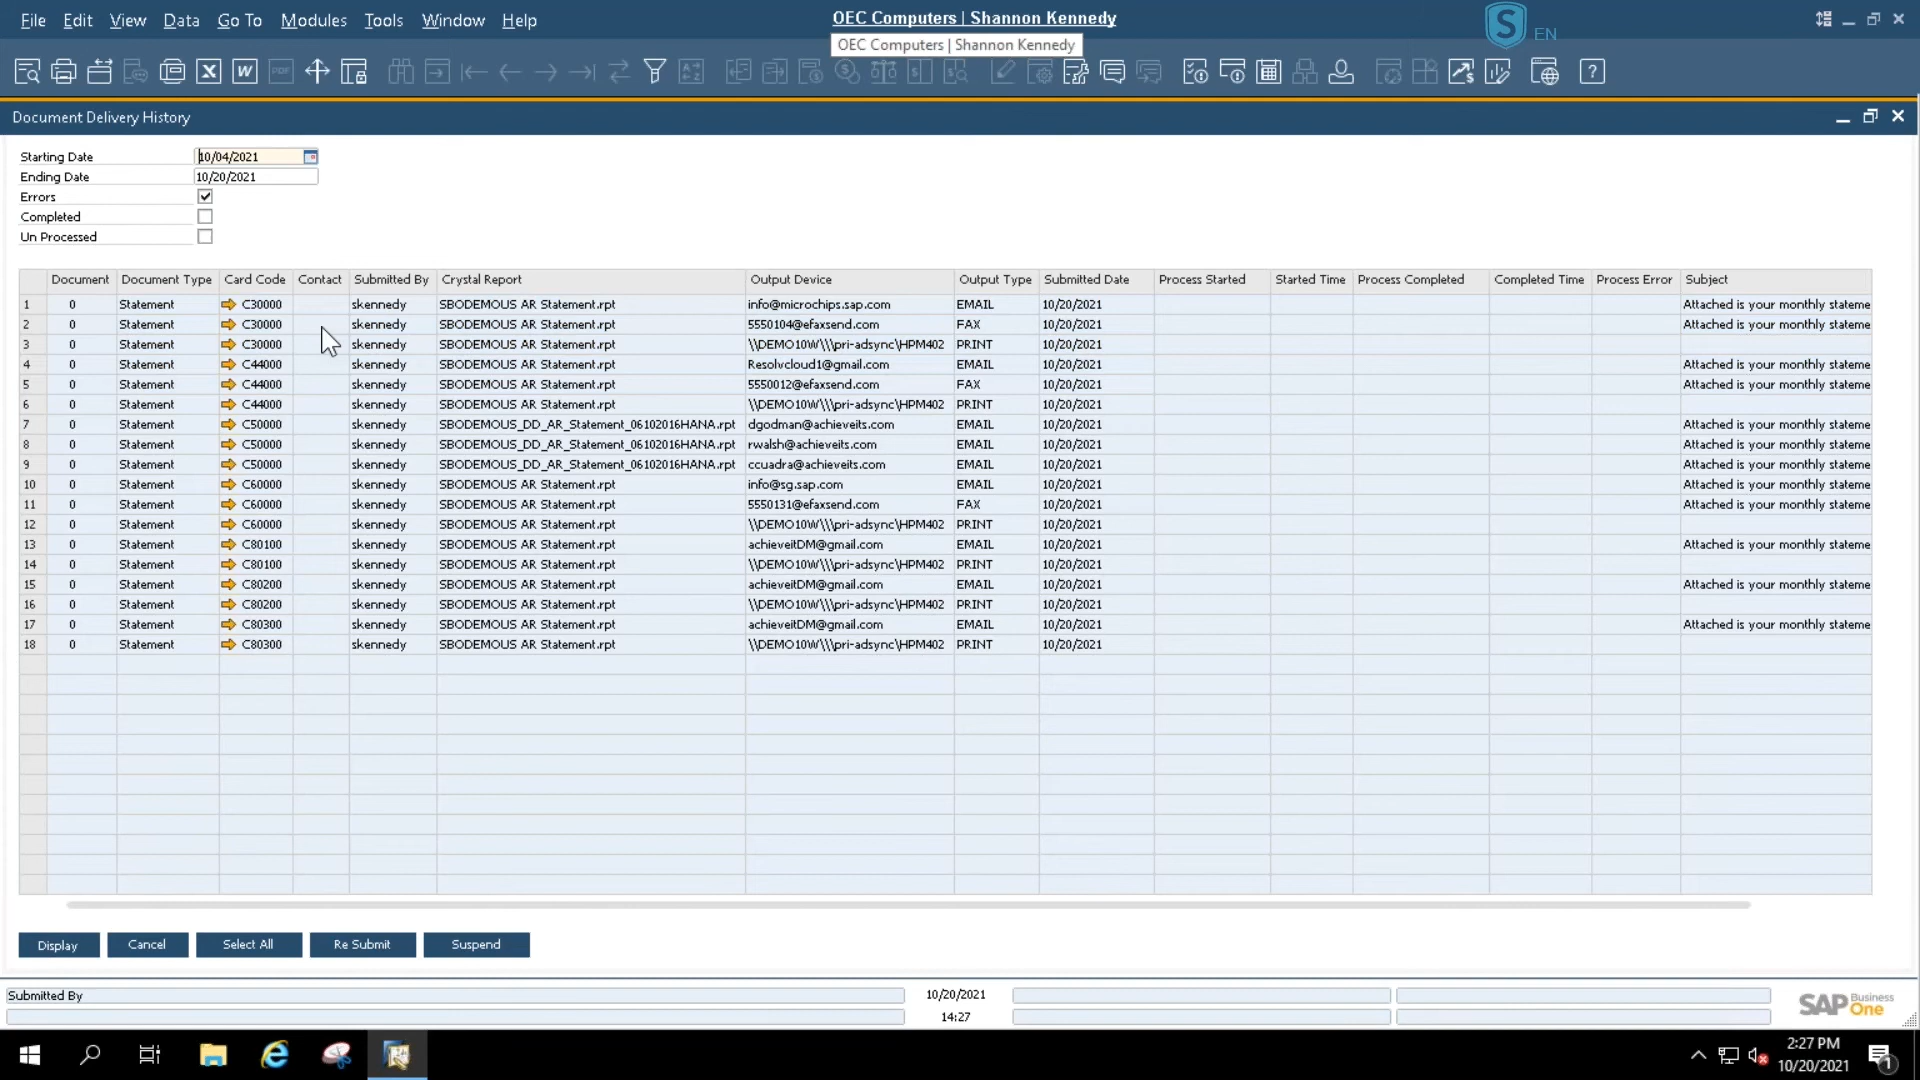 File Edit View Data Go To Modules Tools Window Help
OEC Computers | Shannon Kennedy
EN
OEC Computers | Shannon Kennedy
Document Delivery History
Starting Date 10/04/2021
Ending Date 10/20/2021
Errors
Completed
Un Processed
Document Document Type Card Code Contact Submitted By Crystal Report Output Device Output Type Submitted Date Process Started Started Time Process Completed Completed Time Process Error Subject
1 0 Statement C30000 skennedy SBODEMOUS AR Statement.rpt info@microchips.sap.com EMAIL 10/20/2021 Attached is your monthly stateme
2 0 Statement C30000 skennedy SBODEMOUS AR Statement.rpt 5550104@efaxsend.com FAX 10/20/2021 Attached is your monthly stateme
3 0 Statement C30000 skennedy SBODEMOUS AR Statement.rpt \\DEMO10W\\\pri-adsync\HPM402 PRINT 10/20/2021
4 0 Statement C44000 skennedy SBODEMOUS AR Statement.rpt Resolvcloud1@gmail.com EMAIL 10/20/2021 Attached is your monthly stateme
5 0 Statement C44000 skennedy SBODEMOUS AR Statement.rpt 5550012@efaxsend.com FAX 10/20/2021 Attached is your monthly stateme
6 0 Statement C44000 skennedy SBODEMOUS AR Statement.rpt \\DEMO10W\\\pri-adsync\HPM402 PRINT 10/20/2021
7 0 Statement C50000 skennedy SBODEMOUS_DD_AR_Statement_06102016HANA.rpt dgodman@achieveits.com EMAIL 10/20/2021 Attached is your monthly stateme
8 0 Statement C50000 skennedy SBODEMOUS_DD_AR_Statement_06102016HANA.rpt rwalsh@achieveits.com EMAIL 10/20/2021 Attached is your monthly stateme
9 0 Statement C50000 skennedy SBODEMOUS_DD_AR_Statement_06102016HANA.rpt ccuadra@achieveits.com EMAIL 10/20/2021 Attached is your monthly stateme
10 0 Statement C60000 skennedy SBODEMOUS AR Statement.rpt info@sg.sap.com EMAIL 10/20/2021 Attached is your monthly stateme
11 0 Statement C60000 skennedy SBODEMOUS AR Statement.rpt 5550131@efaxsend.com FAX 10/20/2021 Attached is your monthly stateme
12 0 Statement C60000 skennedy SBODEMOUS AR Statement.rpt \\DEMO10W\\\pri-adsync\HPM402 PRINT 10/20/2021
13 0 Statement C80100 skennedy SBODEMOUS AR Statement.rpt achieveitDM@gmail.com EMAIL 10/20/2021 Attached is your monthly stateme
14 0 Statement C80100 skennedy SBODEMOUS AR Statement.rpt \\DEMO10W\\\pri-adsync\HPM402 PRINT 10/20/2021
15 0 Statement C80200 skennedy SBODEMOUS AR Statement.rpt achieveitDM@gmail.com EMAIL 10/20/2021 Attached is your monthly stateme
16 0 Statement C80200 skennedy SBODEMOUS AR Statement.rpt \\DEMO10W\\\pri-adsync\HPM402 PRINT 10/20/2021
17 0 Statement C80300 skennedy SBODEMOUS AR Statement.rpt achieveitDM@gmail.com EMAIL 10/20/2021 Attached is your monthly stateme
18 0 Statement C80300 skennedy SBODEMOUS AR Statement.rpt \\DEMO10W\\\pri-adsync\HPM402 PRINT 10/20/2021
Display Cancel Select All Re Submit Suspend
Submitted By 10/20/2021
14:27
SAP Business One
2:27 PM
10/20/2021
1